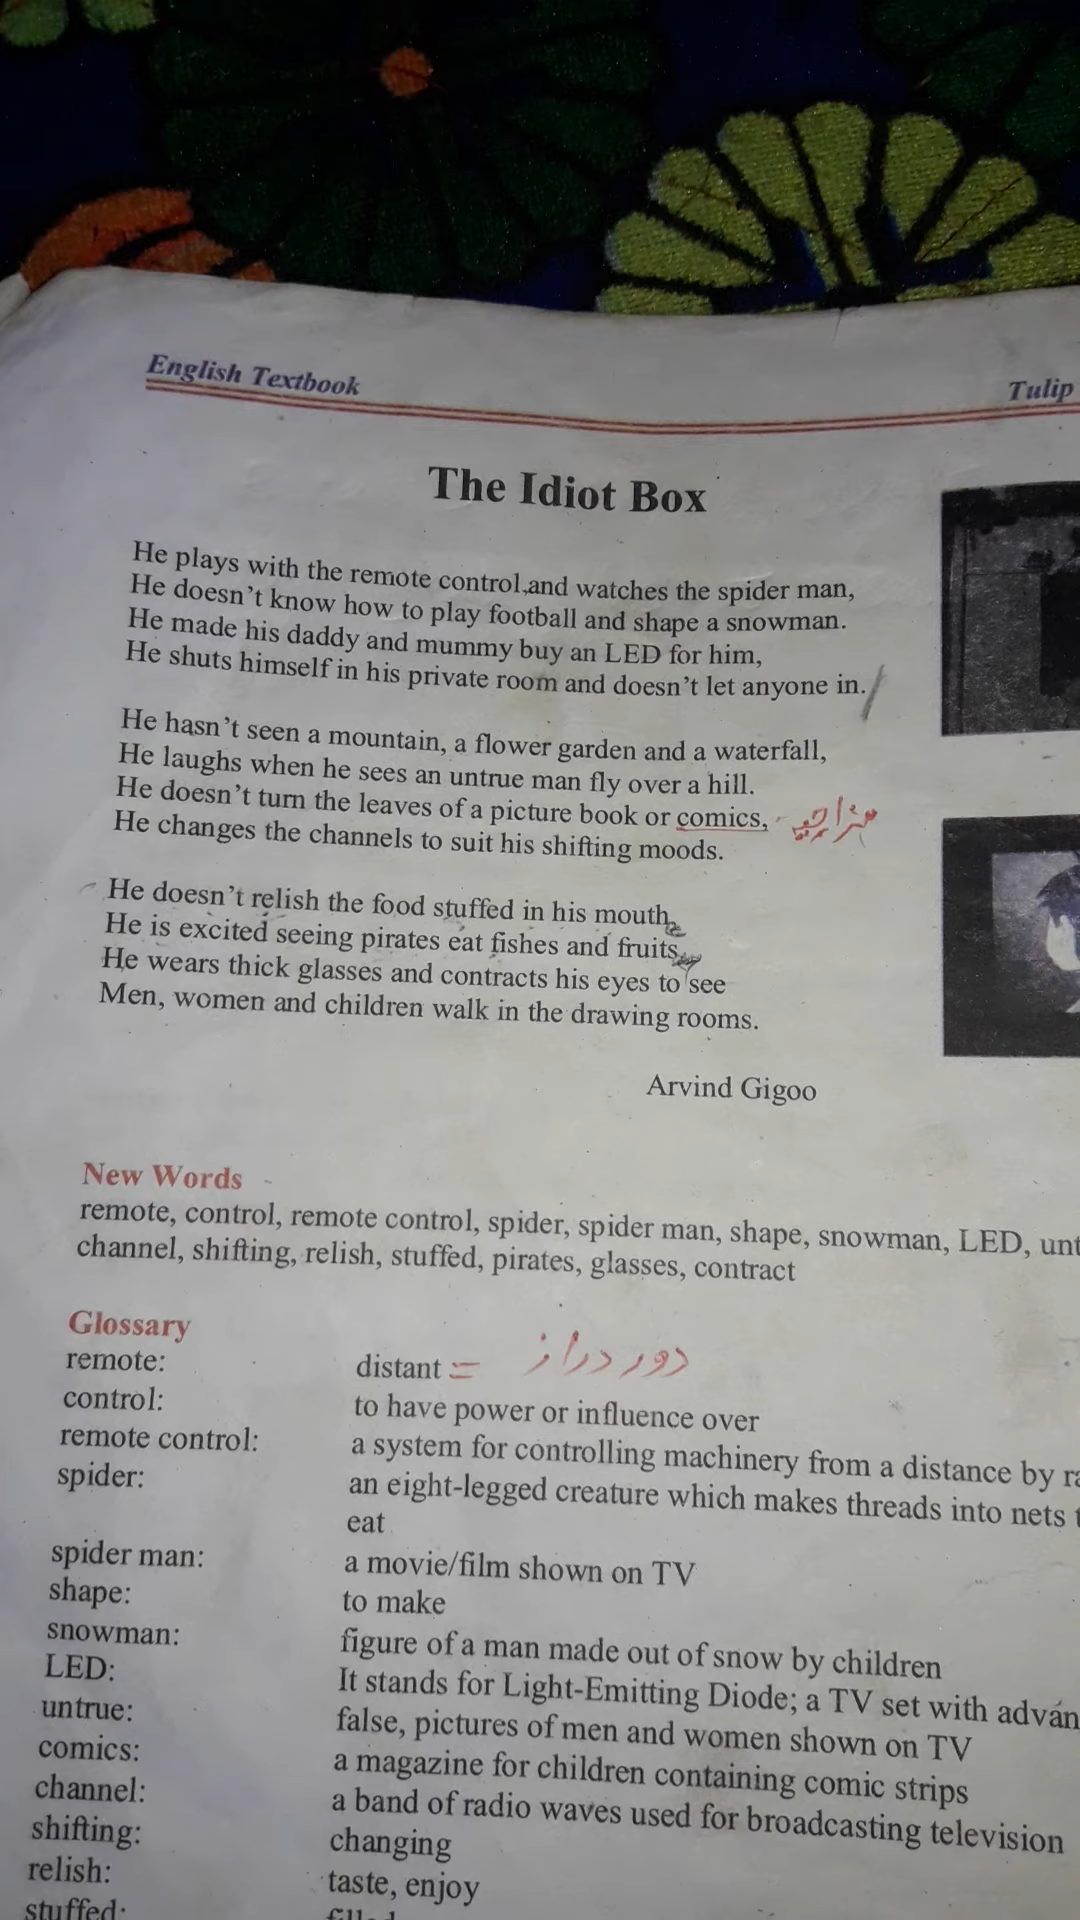 English Textbook
Tulip
The Idiot Box
He plays with the remote control,and watches the spider man,
He doesn't know how to play football and shape a snowman.
He made his daddy and mummy buy an LED for him,
He shuts himself in his private room and doesn't let anyone in.
He hasn't seen a mountain, a flower garden and a waterfall,
He laughs when he sees an untrue man fly over a hill.
He doesn't turn the leaves of a picture book or comics, مزاحیہ
He changes the channels to suit his shifting moods.
He doesn't relish the food stuffed in his mouth
He is excited seeing pirates eat fishes and fruits
He wears thick glasses and contracts his eyes to see
Men, women and children walk in the drawing rooms.
Arvind Gigoo
New Words
remote, control, remote control, spider, spider man, shape, snowman, LED, unt
channel, shifting, relish, stuffed, pirates, glasses, contract
Glossary
remote: distant = دور دراز
control: to have power or influence over
remote control: a system for controlling machinery from a distance by ra
spider: an eight-legged creature which makes threads into nets t
eat
spider man: a movie/film shown on TV
shape: to make
snowman: figure of a man made out of snow by children
LED: It stands for Light-Emitting Diode; a TV set with advan
untrue: false, pictures of men and women shown on TV
comics: a magazine for children containing comic strips
channel: a band of radio waves used for broadcasting television
shifting: changing
relish: taste, enjoy
stuffed: